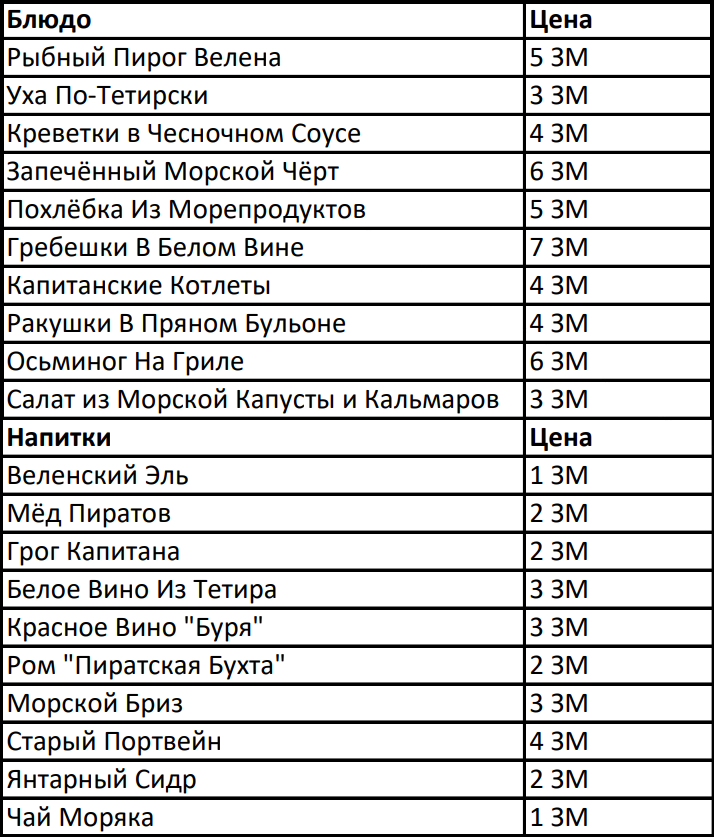 Блюдо Цена
Рыбный Пирог Велена 5 ЗМ
Уха По-Тетирски 3 ЗМ
Креветки в Чесночном Соусе 4 ЗМ
Запечённый Морской Чёрт 6 ЗМ
Похлёбка Из Морепродуктов 5 ЗМ
Гребешки В Белом Вине 7 ЗМ
Капитанские Котлеты 4 ЗМ
Ракушки В Пряном Бульоне 4 ЗМ
Осьминог На Гриле 6 ЗМ
Салат из Морской Капусты и Кальмаров 3 ЗМ
Напитки Цена
Веленский Эль 1 ЗМ
Мёд Пиратов 2 ЗМ
Грог Капитана 2 ЗМ
Белое Вино Из Тетира 3 ЗМ
Красное Вино "Буря" 3 ЗМ
Ром "Пиратская Бухта" 2 ЗМ
Морской Бриз 3 ЗМ
Старый Портвейн 4 ЗМ
Янтарный Сидр 2 ЗМ
Чай Моряка 1 ЗМ